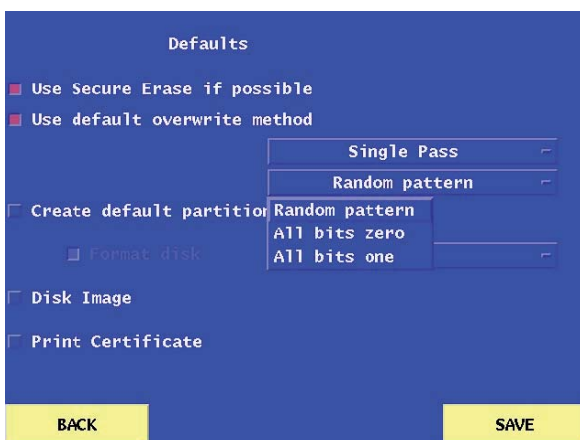 Defaults
Use Secure Erase if possible
Use default overwrite method
Single Pass
Random pattern
Create default partition
Random pattern
All bits zero
All bits one
Format disk
Disk Image
Print Certificate
BACK
SAVE